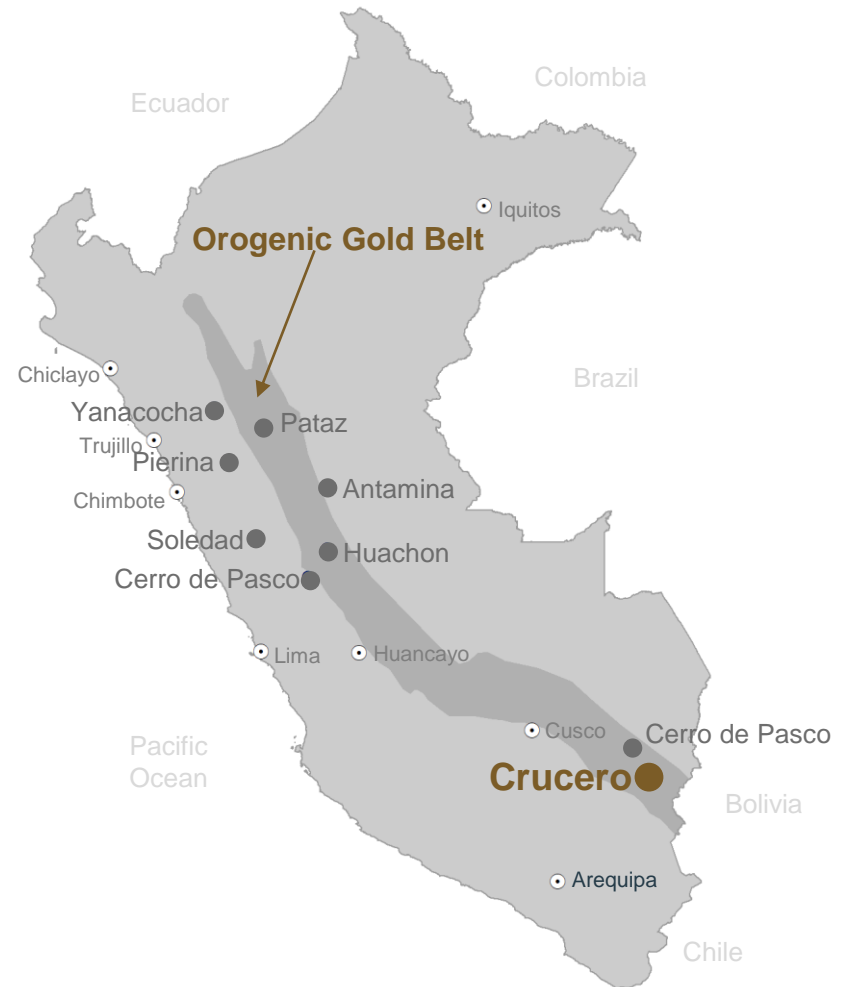 Colombia
Ecuador
Iquitos
Orogenic Gold Belt
Brazil
Chiclayo
Yanacocha
Pataz
Trujillo
Pierina
Antamina
Chimbote
Soledad
Huachon
Cerro de Pasco
Lima
Huancayo
Cusco
Cerro de Pasco
Pacific
Ocean
Crucero
Bolivia
Arequipa
Chile